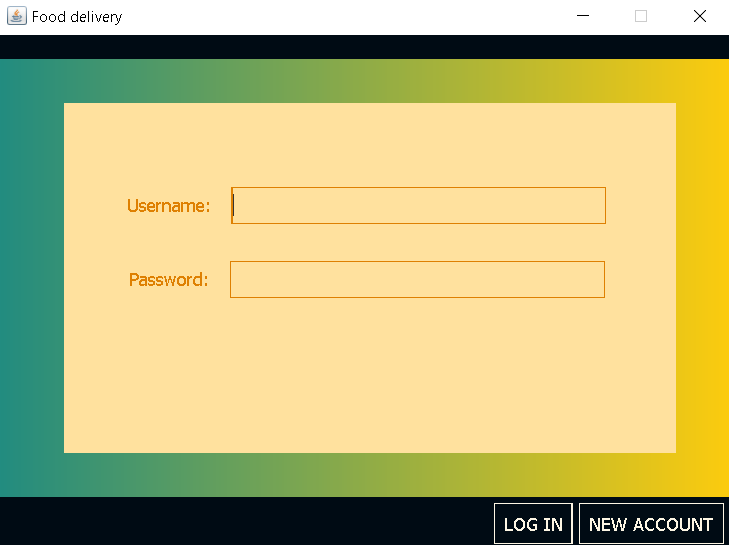 Food delivery
Username:
Password:
LOG IN NEW ACCOUNT